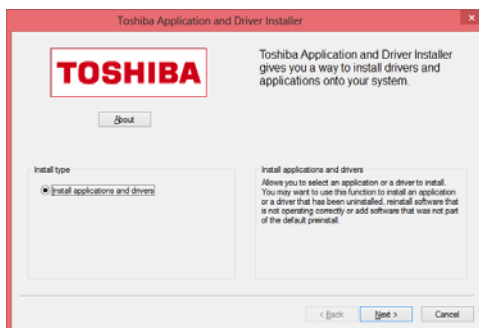 Toshiba Application and Driver Installer
TOSHIBA
Toshiba Application and Driver Installer
gives you a way to install drivers and
applications onto your system.
About
Install type
Install applications and drivers
Install applications and drivers
Allows you to select an application or a driver to install.
You may want to use this function to install an application
or a driver that has been uninstalled, reinstall software that
is not operating correctly or add software that was not part
of the default preinstall.
< Back
Next >
Cancel